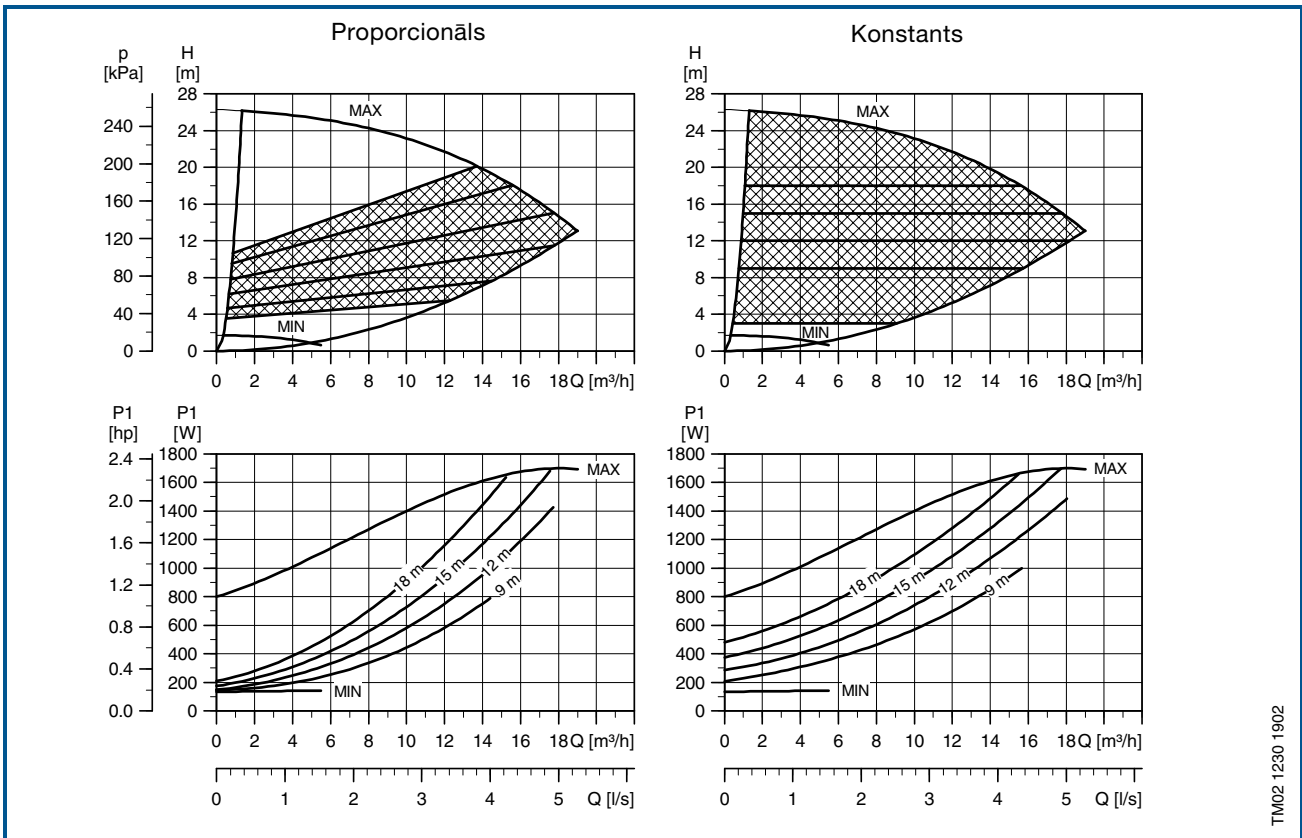 Proporcionāls
Konstants
p
[kPa]
H
[m]
28
24
20
16
12
8
4
0
240
200
160
120
80
40
0
MAX
MIN
0 2 4 6 8 10 12 14 16 18 Q [m³/h]
H
[m]
28
24
20
16
12
8
4
0
MAX
MIN
0 2 4 6 8 10 12 14 16 18 Q [m³/h]
P1
[hp]
P1
[W]
2.4
2.0
1.6
1.2
0.8
0.4
0.0
1800
1600
1400
1200
1000
800
600
400
200
0
MAX
18 m
15 m
12 m
9 m
MIN
0 2 4 6 8 10 12 14 16 18 Q [m³/h]
0 1 2 3 4 5 Q [l/s]
P1
[W]
1800
1600
1400
1200
1000
800
600
400
200
0
MAX
18 m
15 m
12 m
9 m
MIN
0 2 4 6 8 10 12 14 16 18 Q [m³/h]
0 1 2 3 4 5 Q [l/s]
TM02 1230 1902